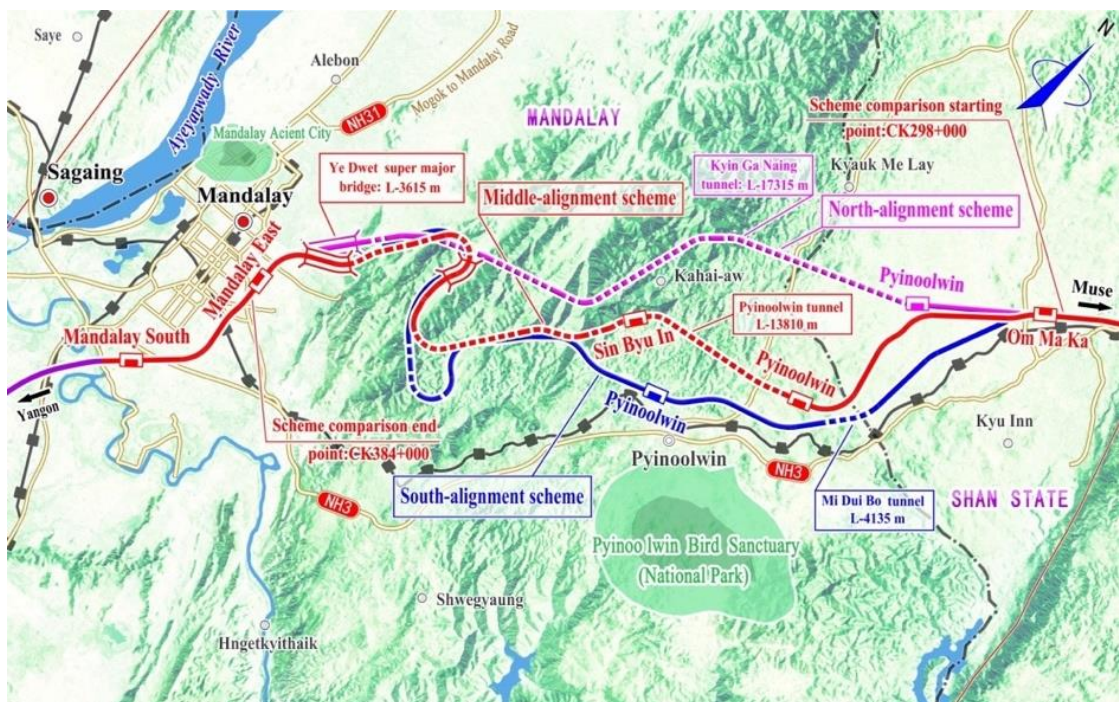 Saye
Ayeyarwady River
Alebon
NH31
Mogok to Mandalay Road
Mandalay Acient City
Sagaing
Mandalay
Ye Dwet super major
bridge: L-3615 m
MANDALAY
Middle-alignment scheme
Kyin Ga Naing
tunnel: L-17315 m
North-alignment scheme
Scheme comparison starting
point:CK298+000
N
Kyauk Me Lay
Kahai-aw
Pyinoolwin
Muse
Om Ma Ka
Mandalay East
Mandalay South
Yangon
Sin Byu In
Pyinoolwin tunnel
L-13810 m
Pyinoolwin
Pyinoolwin
Scheme comparison end
point:CK384+000
South-alignment scheme
NH3
Pyinoolwin
NH3
Kyu Inn
Mi Dui Bo tunnel
L-4135 m
SHAN STATE
Pyinoo lwin Bird Sanctuary
(National Park)
Shwegyaung
Hngetkyithaik